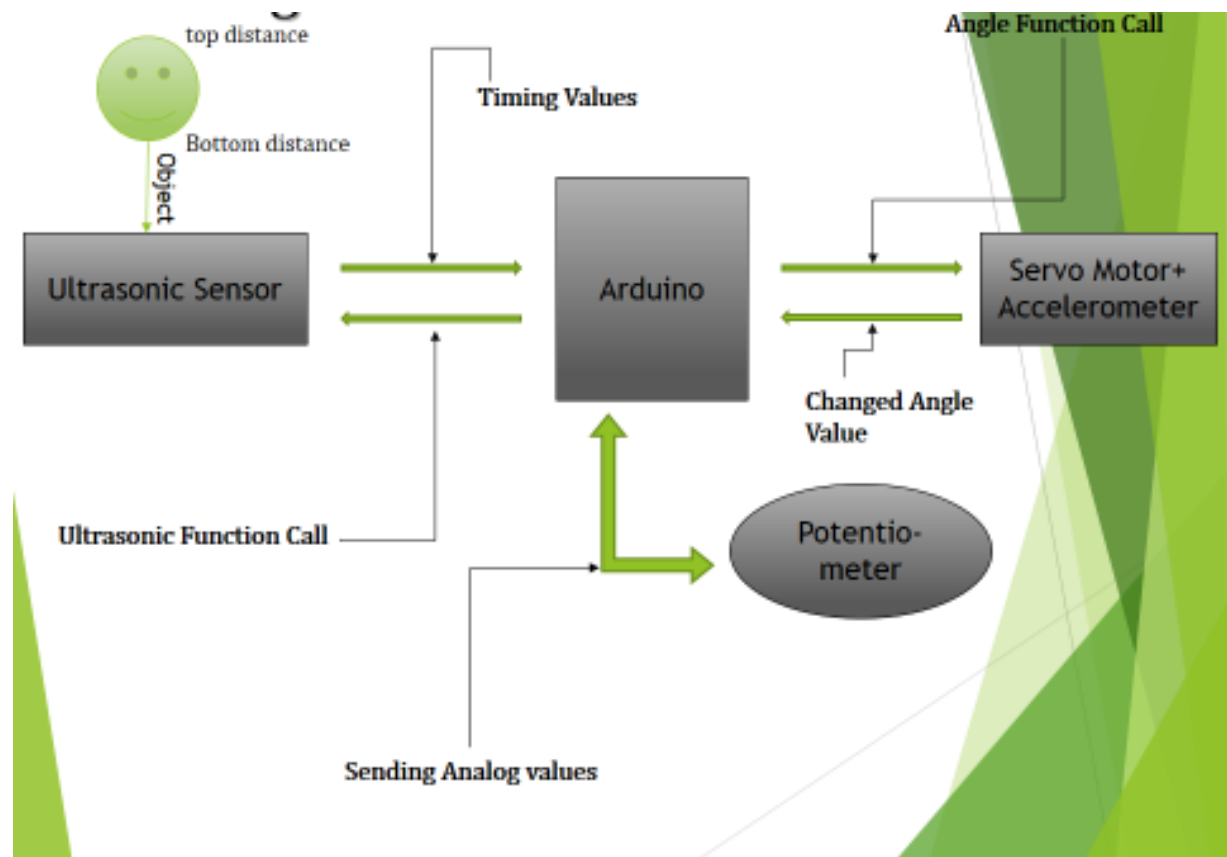 top distance
Angle Function Call
Timing Values
Bottom distance
Object
Ultrasonic Sensor
Arduino
Servo Motor+
Accelerometer
Changed Angle
Value
Ultrasonic Function Call
Potentio-
meter
Sending Analog values